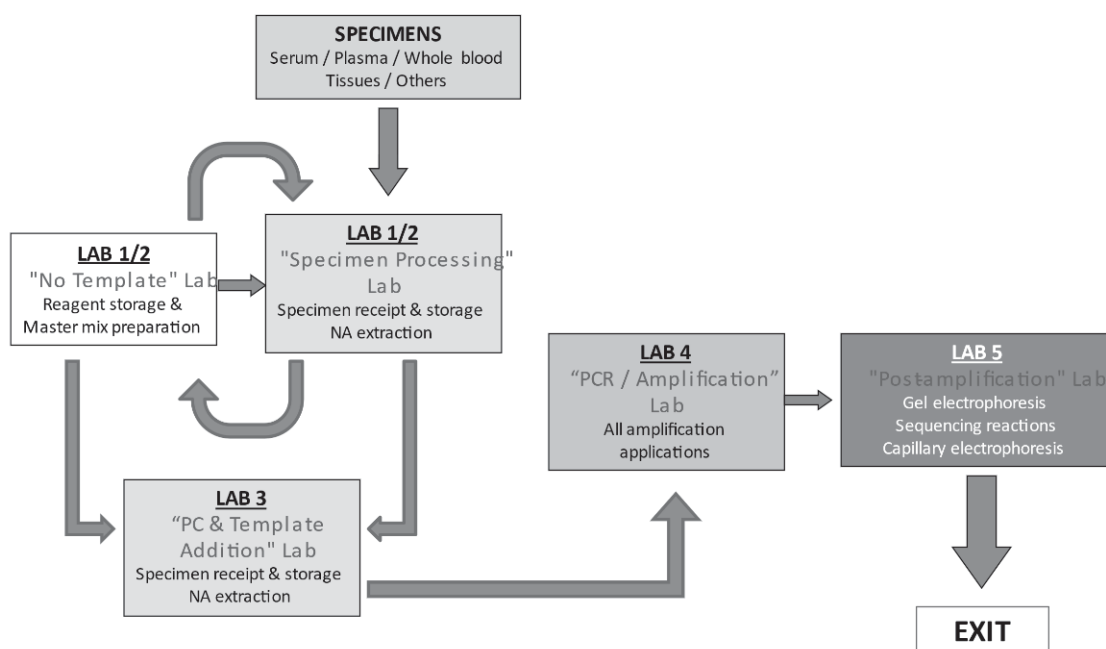 SPECIMENS
Serum / Plasma / Whole blood
Tissues / Others
LAB 1/2
"No Template" Lab
Reagent storage &
Master mix preparation
LAB 1/2
"Specimen Processing"
Lab
Specimen receipt & storage
NA extraction
LAB 3
“PC & Template
Addition" Lab
Specimen receipt & storage
NA extraction
LAB 4
“PCR / Amplification”
Lab
All amplification
applications
LAB 5
"Postamplification" Lab
Gel electrophoresis
Sequencing reactions
Capillary electrophoresis
EXIT